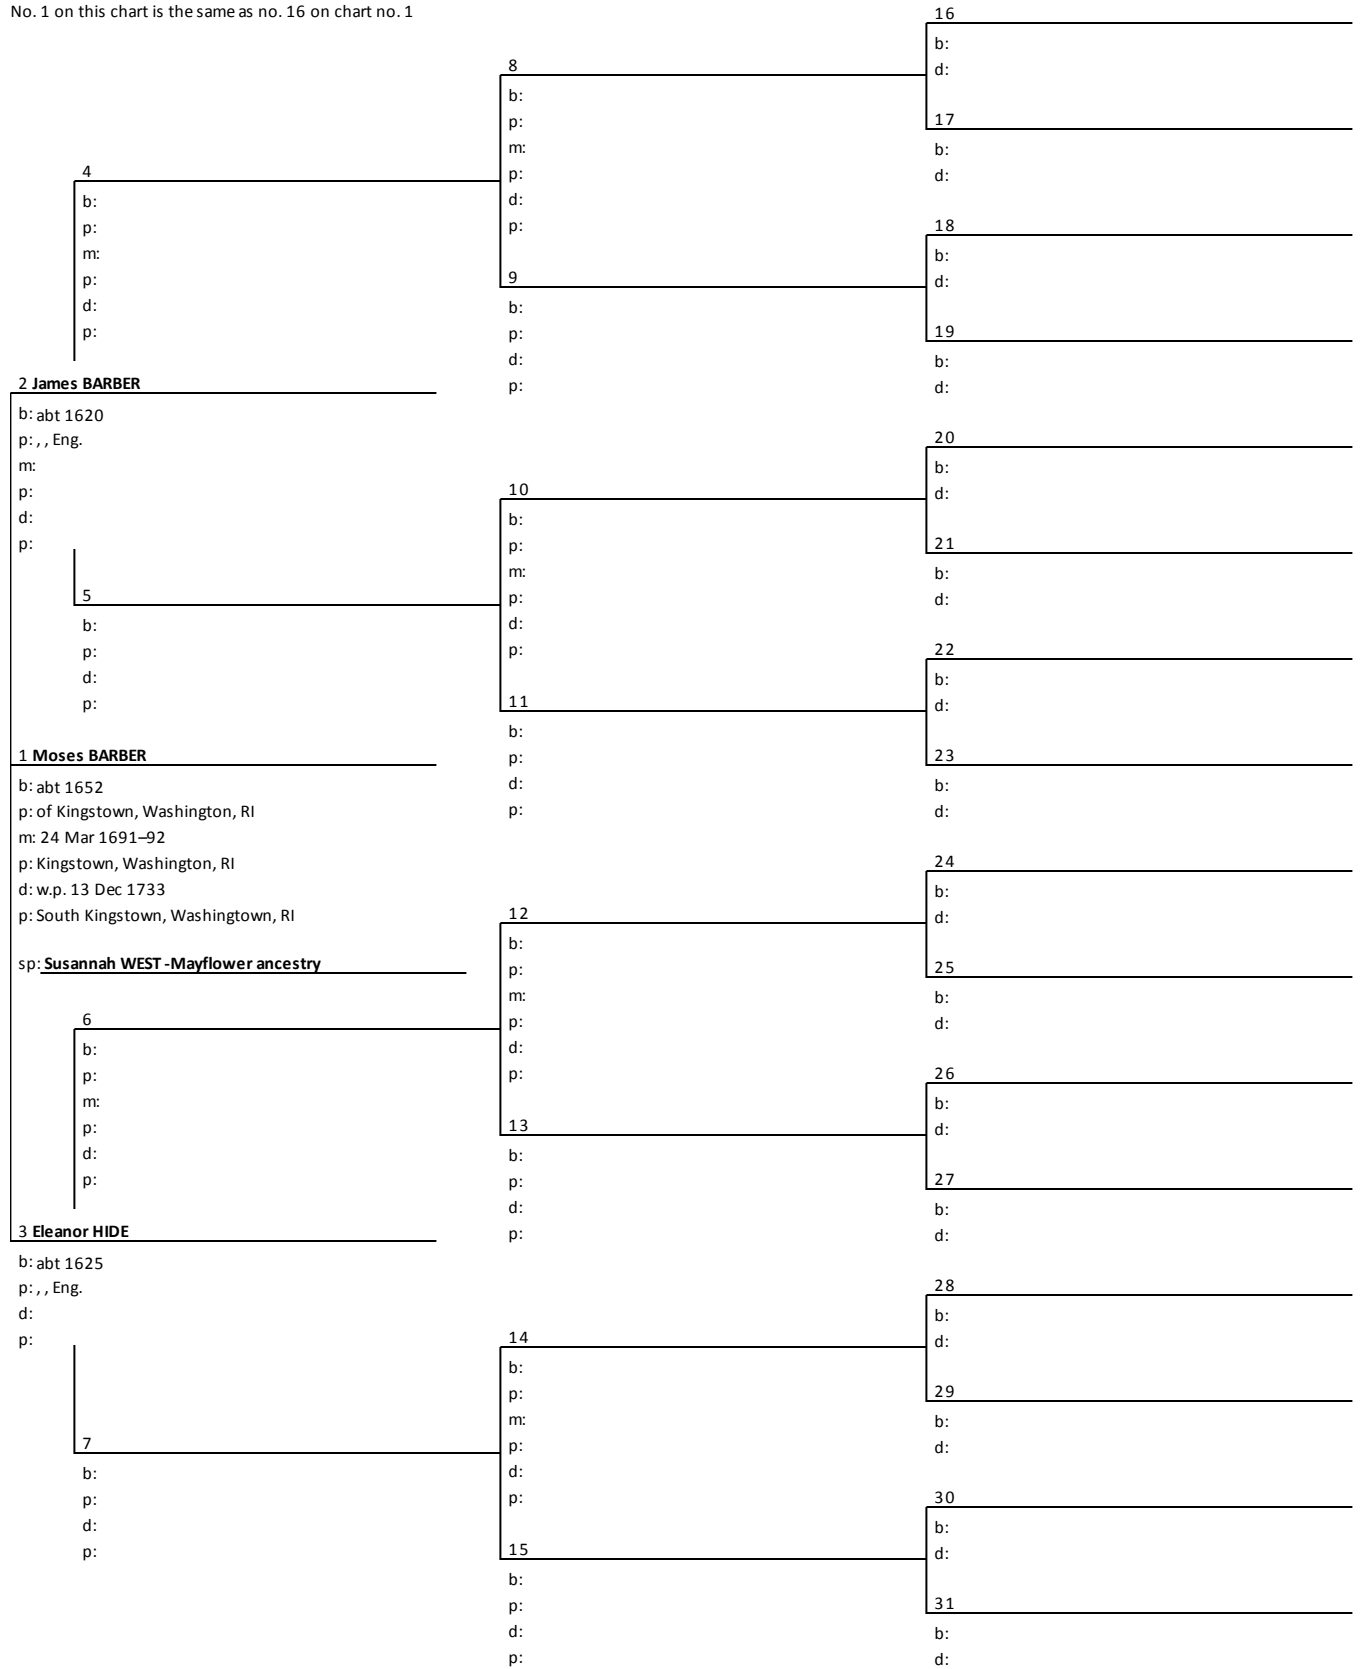 No. 1 on this chart is the same as no. 16 on chart no. 1
16
b:
d:
8
b:
p:
m:
p:
d:
p:
17
b:
d:
4
b:
p:
m:
p:
d:
p:
18
b:
d:
9
b:
p:
d:
p:
19
b:
d:
2 James BARBER
b: abt 1620
p: , , Eng.
m:
p:
d:
p:
20
b:
d:
10
b:
p:
m:
p:
d:
p:
21
b:
d:
5
b:
p:
d:
p:
22
b:
d:
11
b:
p:
d:
p:
23
b:
d:
1 Moses BARBER
b: abt 1652
p: of Kingstown, Washington, RI
m: 24 Mar 1691–92
p: Kingstown, Washington, RI
d: w.p. 13 Dec 1733
p: South Kingstown, Washingtown, RI
sp: Susannah WEST -Mayflower ancestry
24
b:
d:
12
b:
p:
m:
p:
d:
p:
25
b:
d:
6
b:
p:
m:
p:
d:
p:
26
b:
d:
13
b:
p:
d:
p:
27
b:
d:
3 Eleanor HIDE
b: abt 1625
p: , , Eng.
d:
p:
28
b:
d:
14
b:
p:
m:
p:
d:
p:
29
b:
d:
7
b:
p:
d:
p:
30
b:
d:
15
b:
p:
d:
p:
31
b:
d: